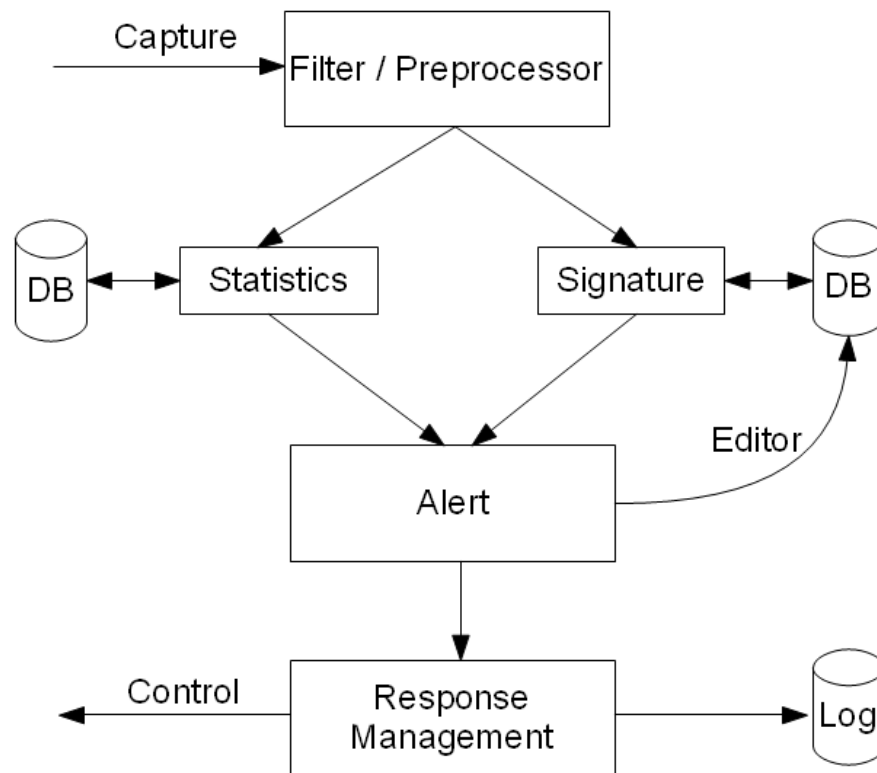 Capture
Filter / Preprocessor
DB
Statistics
Signature
DB
Editor
Alert
Control
Response
Management
Log